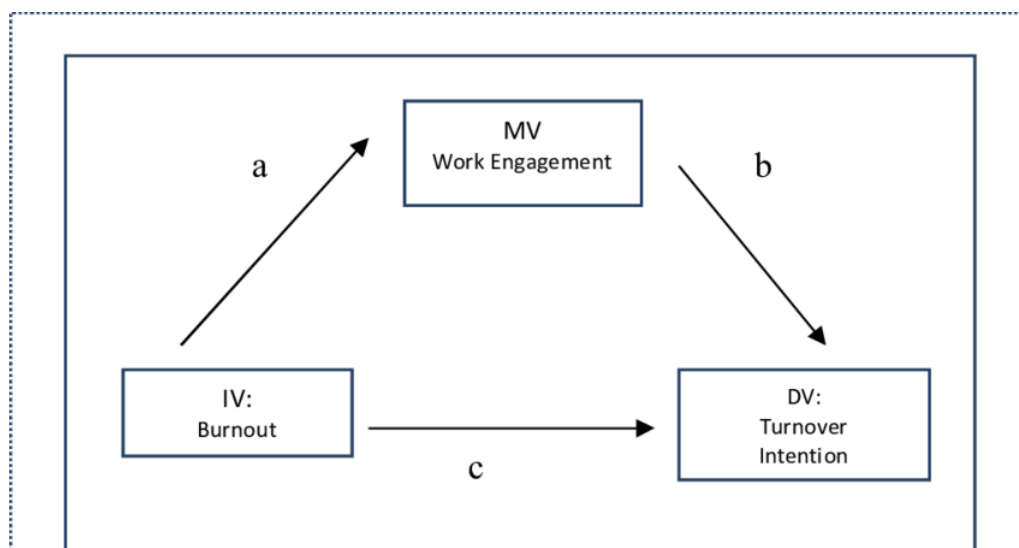 MV
Work Engagement
a
b
IV:
Burnout
DV:
Turnover
Intention
c